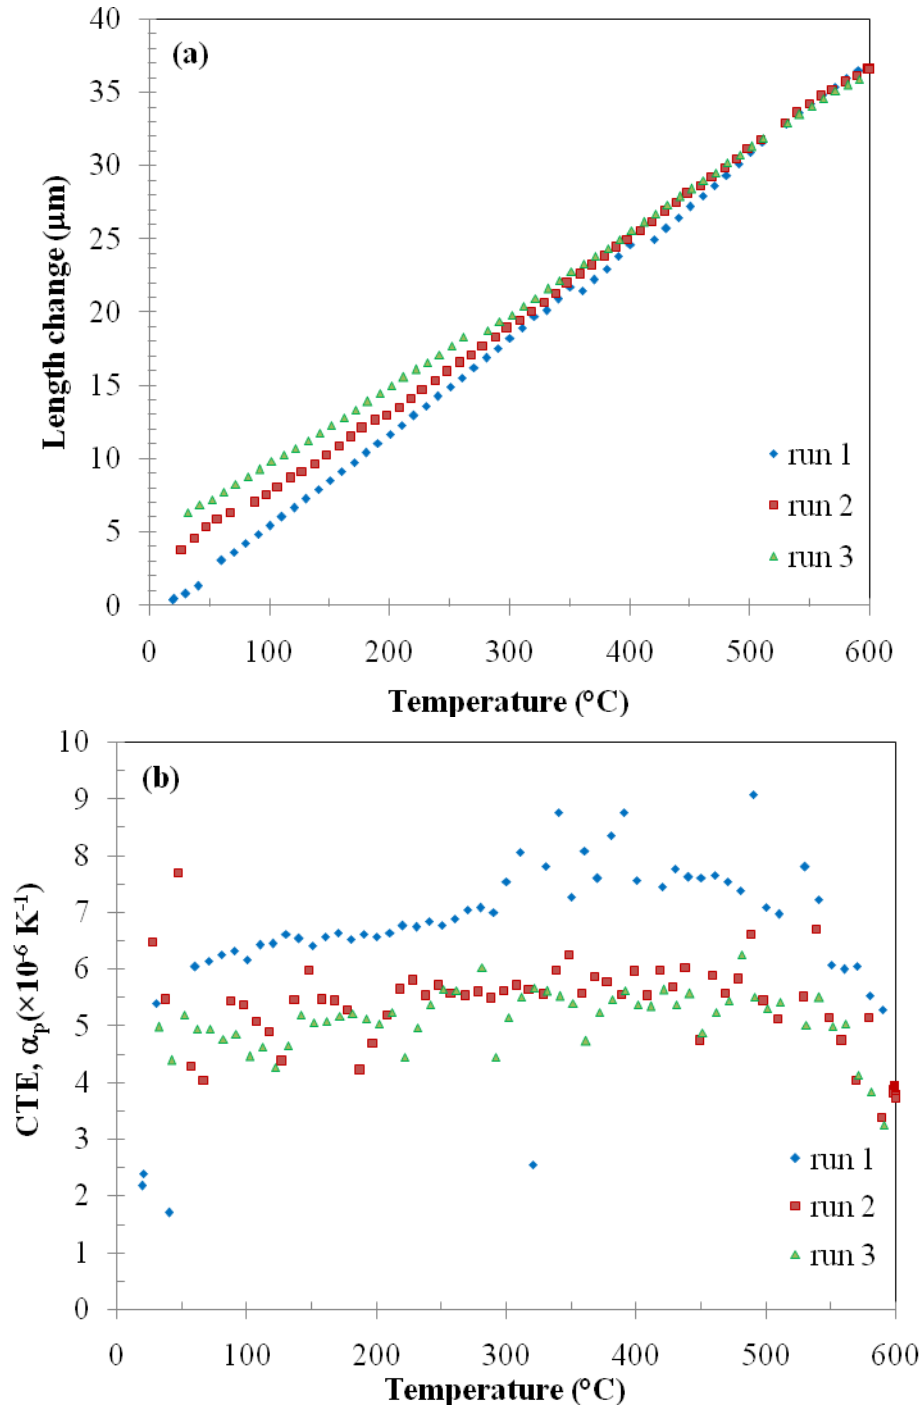 40
(a)
35
30
25
20
15
10
5
0
Length change (μm)
run 1
run 2
run 3
0 100 200 300 400 500 600
Temperature (°C)
10
(b)
9
8
7
6
5
4
3
2
1
0
CTE, αp(×10⁻⁶ K⁻¹)
run 1
run 2
run 3
0 100 200 300 400 500 600
Temperature (°C)